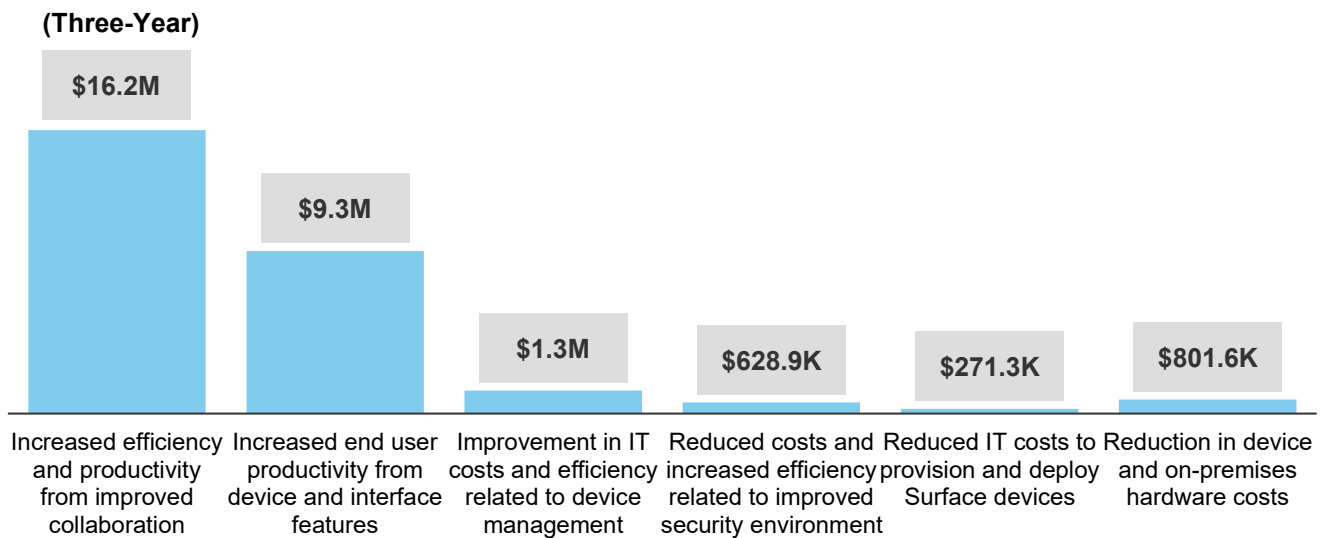 (Three-Year)
$16.2M
$9.3M
$1.3M
$628.9K
$271.3K
$801.6K
Increased efficiency
and productivity
from improved
collaboration
Increased end user
productivity from
device and interface
features
Improvement in IT
costs and efficiency
related to device
management
Reduced costs and
increased efficiency
related to improved
security environment
Reduced IT costs to
provision and deploy
Surface devices
Reduction in device
and on-premises
hardware costs